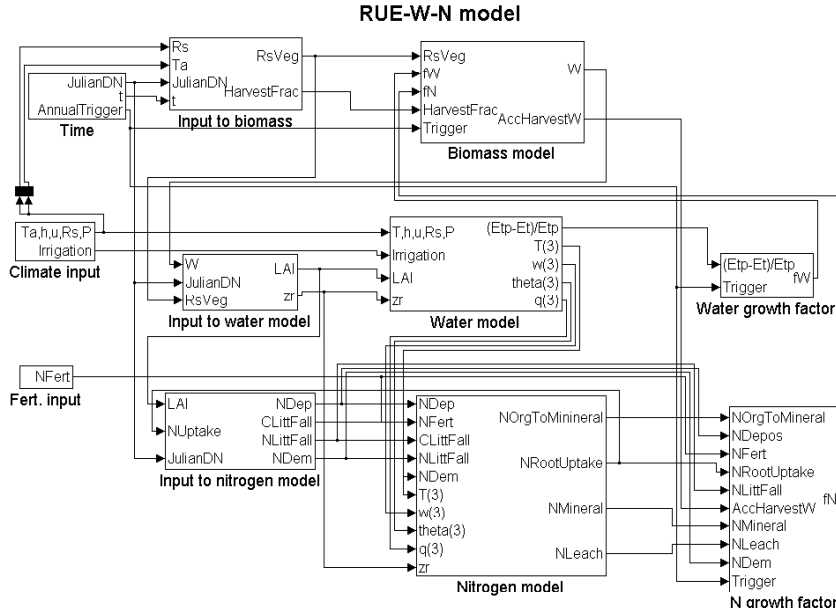 RUE-W-N model
Rs
Ta
JulianDN
t
RsVeg
HarvestFrac
Input to biomass
JulianDN
t
AnnualTrigger
Time
RsVeg
fW
fN
HarvestFrac
Trigger
W
AccHarvestW
Biomass model
Ta,h,u,Rs,P
Irrigation
Climate input
W
JulianDN
RsVeg
LAI
zr
Input to water model
T,h,u,Rs,P
Irrigation
LAI
zr
(Etp-Et)/Etp
T(3)
w(3)
theta(3)
q(3)
Water model
(Etp-Et)/Etp
Trigger
fW
Water growth factor
NFert
Fert. input
LAI
NUptake
JulianDN
NDep
CLittFall
NLittFall
NDem
Input to nitrogen model
NDep
NFert
CLittFall
NLittFall
NDem
T(3)
w(3)
theta(3)
q(3)
zr
NOrgToMinineral
NRootUptake
NMineral
NLeach
Nitrogen model
NOrgToMineral
NDepos
NFert
NRootUptake
NLittFall
AccHarvestW
NMineral
NLeach
NDem
Trigger
fN
N growth factor